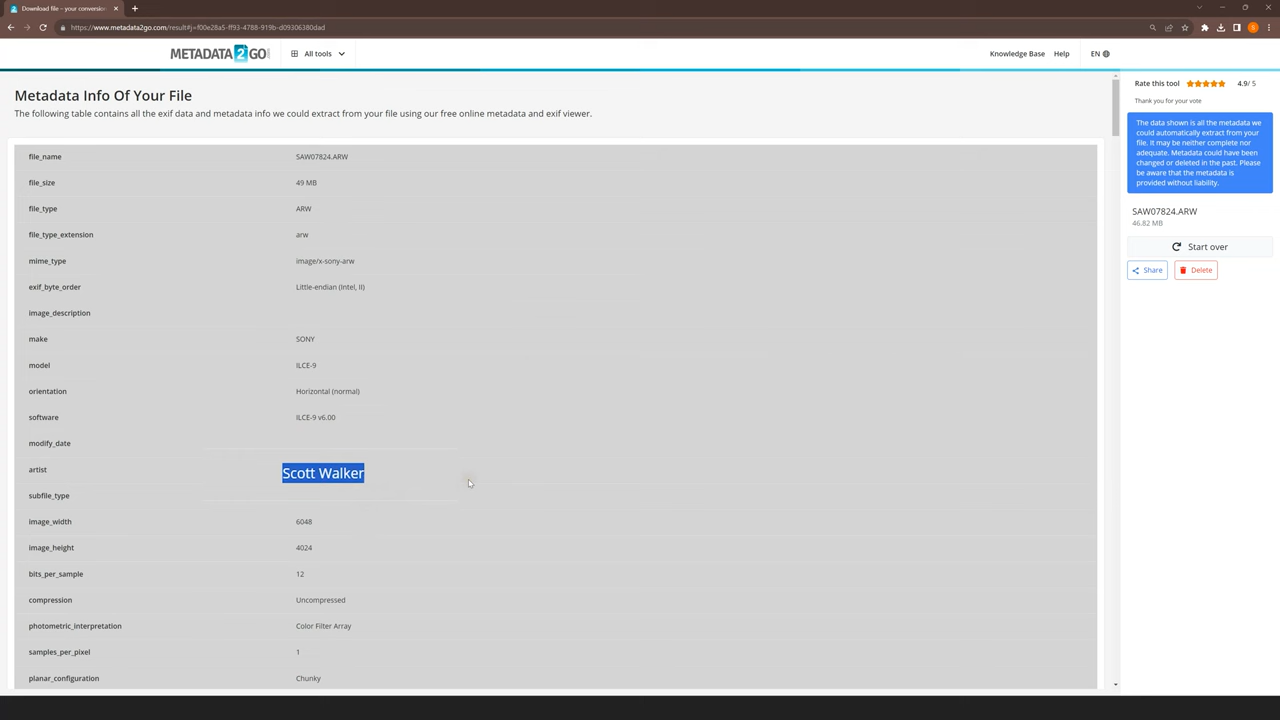 Download file – your conversion
https://www.metadata2go.com/result#j=f00e28a5-ff93-4788-919b-d09306380dad
METADATA2GO
All tools
Knowledge Base
Help
EN
Metadata Info Of Your File
The following table contains all the exif data and metadata info we could extract from your file using our free online metadata and exif viewer.
file_name SAW07824.ARW
file_size 49 MB
file_type ARW
file_type_extension arw
mime_type image/x-sony-arw
exif_byte_order Little-endian (Intel, II)
image_description
make SONY
model ILCE-9
orientation Horizontal (normal)
software ILCE-9 v6.00
modify_date
artist Scott Walker
subfile_type
image_width 6048
image_height 4024
bits_per_sample 12
compression Uncompressed
photometric_interpretation Color Filter Array
samples_per_pixel 1
planar_configuration Chunky
Rate this tool 4.9/ 5
Thank you for your vote
The data shown is all the metadata we
could automatically extract from your
file. It may be neither complete nor
adequate. Metadata could have been
changed or deleted in the past. Please
be aware that the metadata is
provided without liability.
SAW07824.ARW
46.82 MB
Start over
Share
Delete